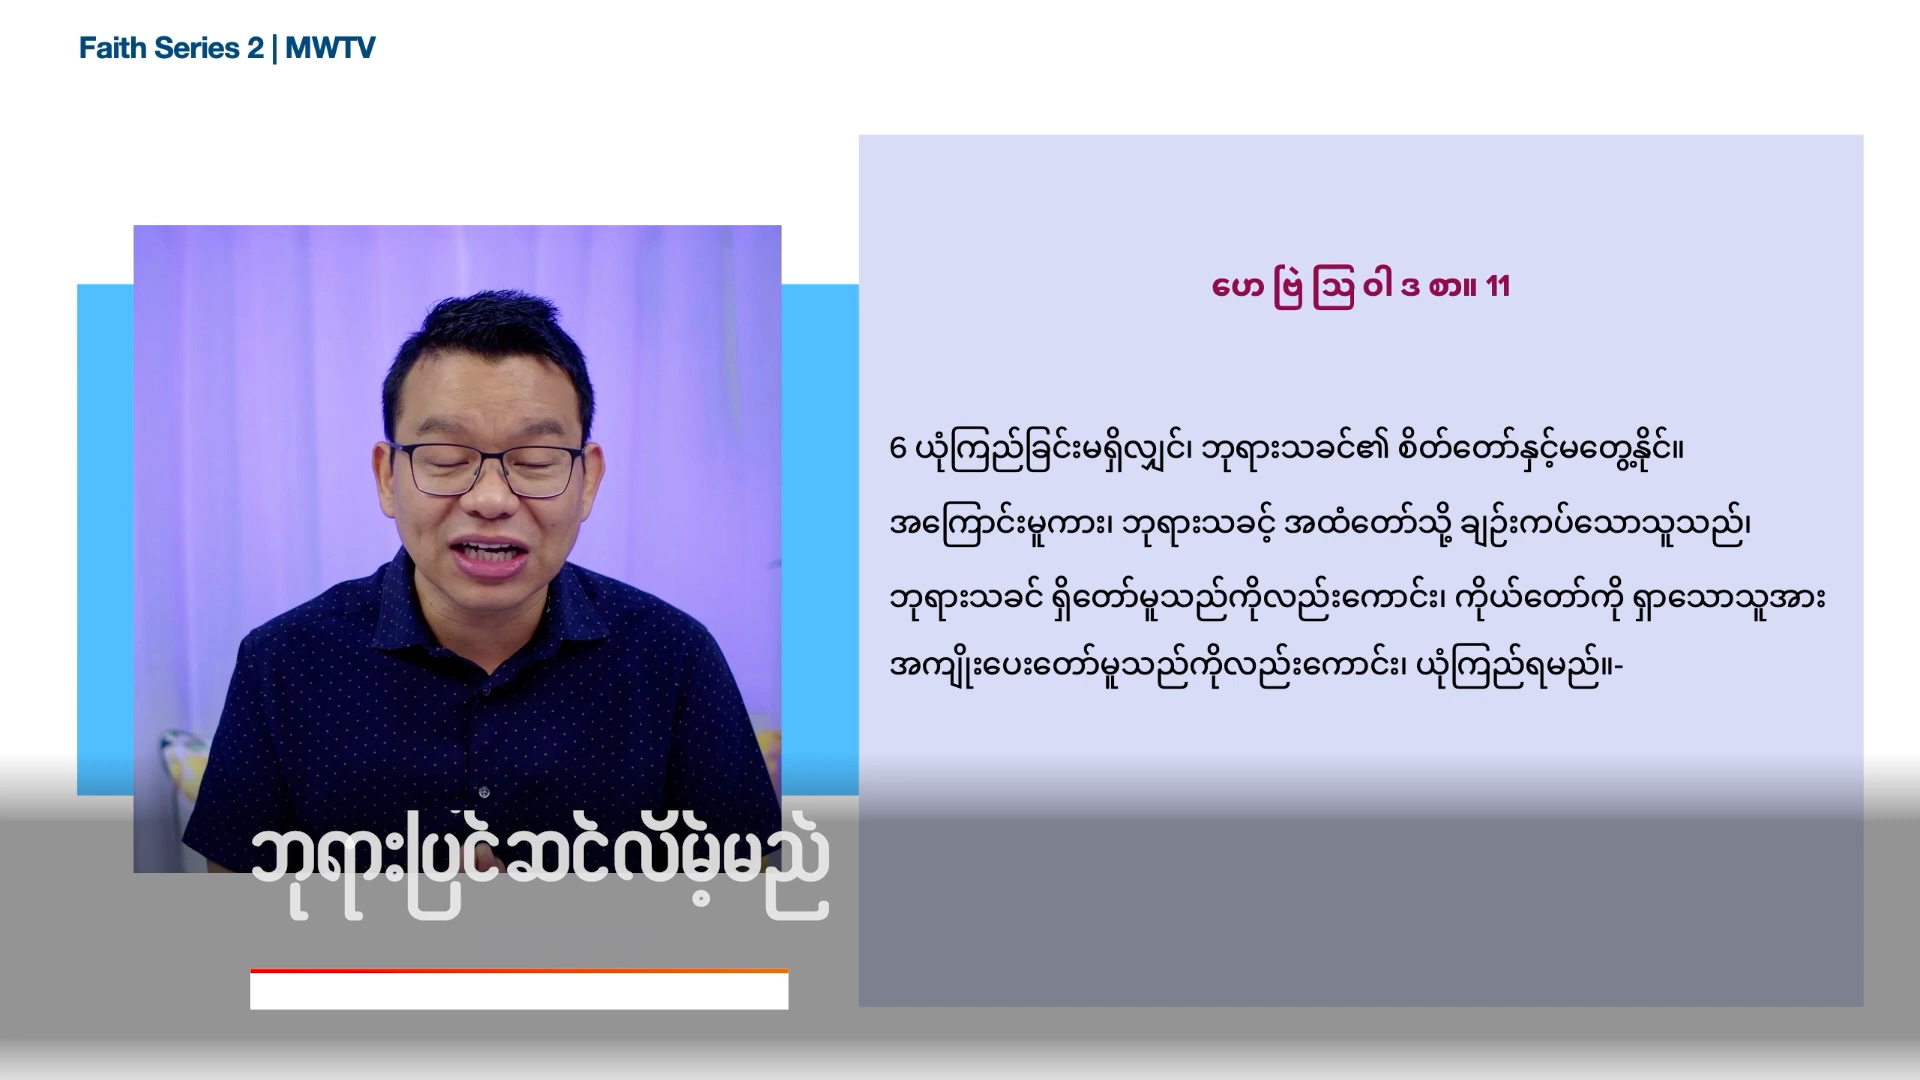 Faith Series 2 | MWTV
ဟေ ဗြဲ ဩ ဝါ ဒ စာ။ 11
6 ယုံကြည်ခြင်းမရှိလျှင်၊ ဘုရားသခင်၏ စိတ်တော်နှင့်မတွေ့နိုင်။
အကြောင်းမူကား၊ ဘုရားသခင့် အထံတော်သို့ ချဉ်းကပ်သောသူသည်၊
ဘုရားသခင် ရှိတော်မူသည်ကိုလည်းကောင်း၊ ကိုယ်တော်ကို ရှာသောသူအား
အကျိုးပေးတော်မူသည်ကိုလည်းကောင်း၊ ယုံကြည်ရမည်။-
ဘုရားပြင်ဆင်လိမ့်မည်